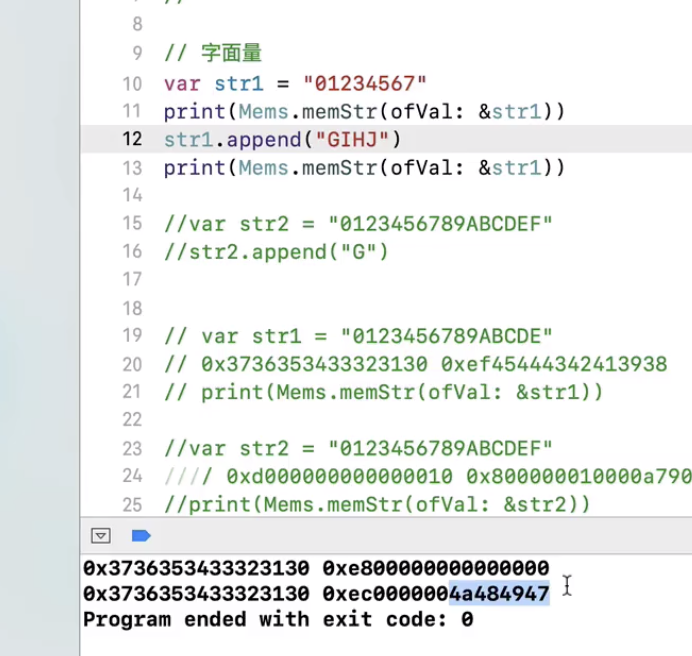 8
9 // 字面量
10 var str1 = "01234567"
11 print(Mems.memStr(ofVal: &str1))
12 str1.append("GIHJ")
13 print(Mems.memStr(ofVal: &str1))
14
15 //var str2 = "0123456789ABCDEF"
16 //str2.append("G")
17
18
19 // var str1 = "0123456789ABCDE"
20 // 0x3736353433323130 0xef45444342413938
21 // print(Mems.memStr(ofVal: &str1))
22
23 //var str2 = "0123456789ABCDEF"
24 //// 0xd000000000000010 0x800000010000a790
25 //print(Mems.memStr(ofVal: &str2))
0x3736353433323130 0xe800000000000000
0x3736353433323130 0xec0000004a484947
Program ended with exit code: 0